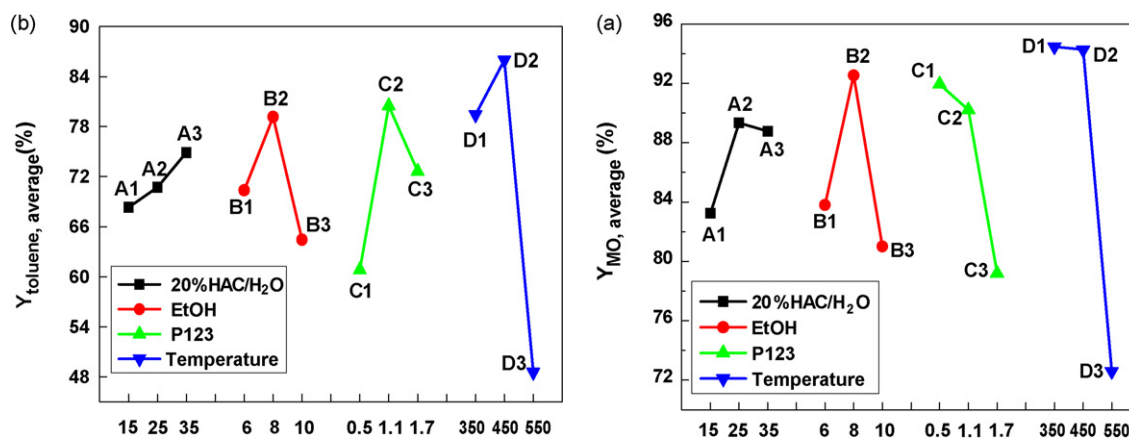 (b)
90
84
78
72
66
60
54
48
Y toluene, average (%)
A1
A2
A3
B1
B2
B3
C1
C2
C3
D1
D2
D3
20%HAC/H2O
EtOH
P123
Temperature
15 25 35 6 8 10 0.5 1.1 1.7 350 450 550
(a)
96
92
88
84
80
76
72
Y MO, average (%)
A1
A2
A3
B1
B2
B3
C1
C2
C3
D1
D2
D3
20%HAC/H2O
EtOH
P123
Temperature
15 25 35 6 8 10 0.5 1.1 1.7 350 450 550